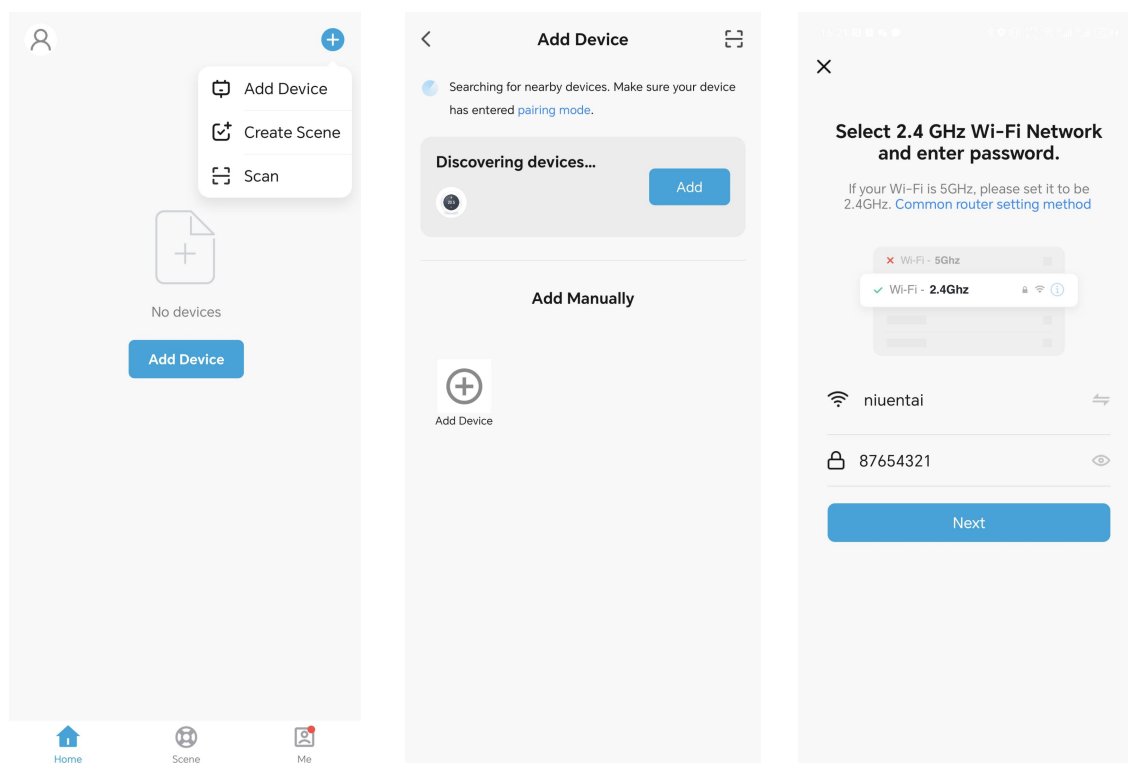 Add Device
Create Scene
Scan
No devices
Add Device
Home
Scene
Me
Add Device
Searching for nearby devices. Make sure your device
has entered pairing mode.
Discovering devices...
Add
Add Manually
Add Device
Select 2.4 GHz Wi-Fi Network
and enter password.
If your Wi-Fi is 5GHz, please set it to be
2.4GHz. Common router setting method
Wi-Fi - 5Ghz
Wi-Fi - 2.4Ghz
niuentai
87654321
Next